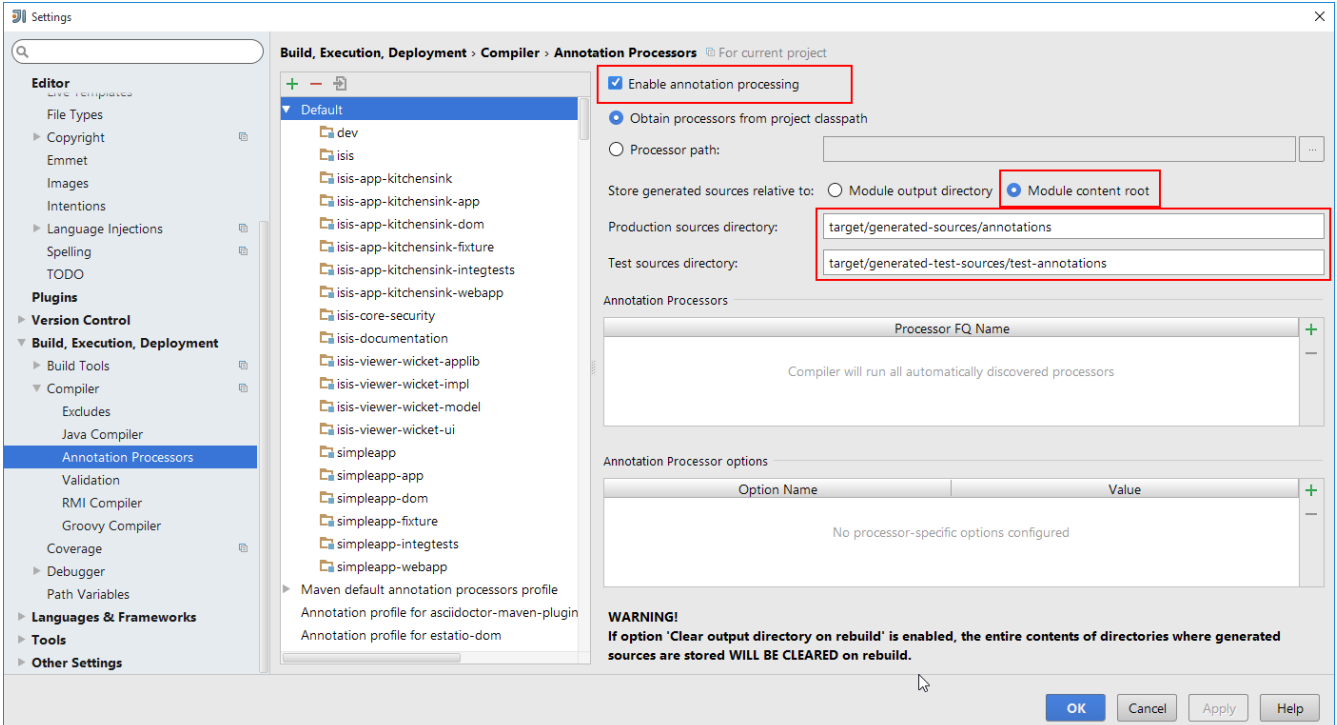 Settings
Build, Execution, Deployment › Compiler › Annotation Processors For current project
Editor
Live Templates
File Types
Copyright
Emmet
Images
Intentions
Language Injections
Spelling
TODO
Plugins
Version Control
Build, Execution, Deployment
Build Tools
Compiler
Excludes
Java Compiler
Annotation Processors
Validation
RMI Compiler
Groovy Compiler
Coverage
Debugger
Path Variables
Languages & Frameworks
Tools
Other Settings
Default
dev
isis
isis-app-kitchensink
isis-app-kitchensink-app
isis-app-kitchensink-dom
isis-app-kitchensink-fixture
isis-app-kitchensink-integtests
isis-app-kitchensink-webapp
isis-core-security
isis-documentation
isis-viewer-wicket-applib
isis-viewer-wicket-impl
isis-viewer-wicket-model
isis-viewer-wicket-ui
simpleapp
simpleapp-app
simpleapp-dom
simpleapp-fixture
simpleapp-integtests
simpleapp-webapp
Maven default annotation processors profile
Annotation profile for asciidoctor-maven-plugin
Annotation profile for estatio-dom
Enable annotation processing
Obtain processors from project classpath
Processor path:
...
Store generated sources relative to: Module output directory Module content root
Production sources directory: target/generated-sources/annotations
Test sources directory: target/generated-test-sources/test-annotations
Annotation Processors
Processor FQ Name
Compiler will run all automatically discovered processors
Annotation Processor options
Option Name Value
No processor-specific options configured
WARNING!
If option 'Clear output directory on rebuild' is enabled, the entire contents of directories where generated
sources are stored WILL BE CLEARED on rebuild.
OK Cancel Apply Help